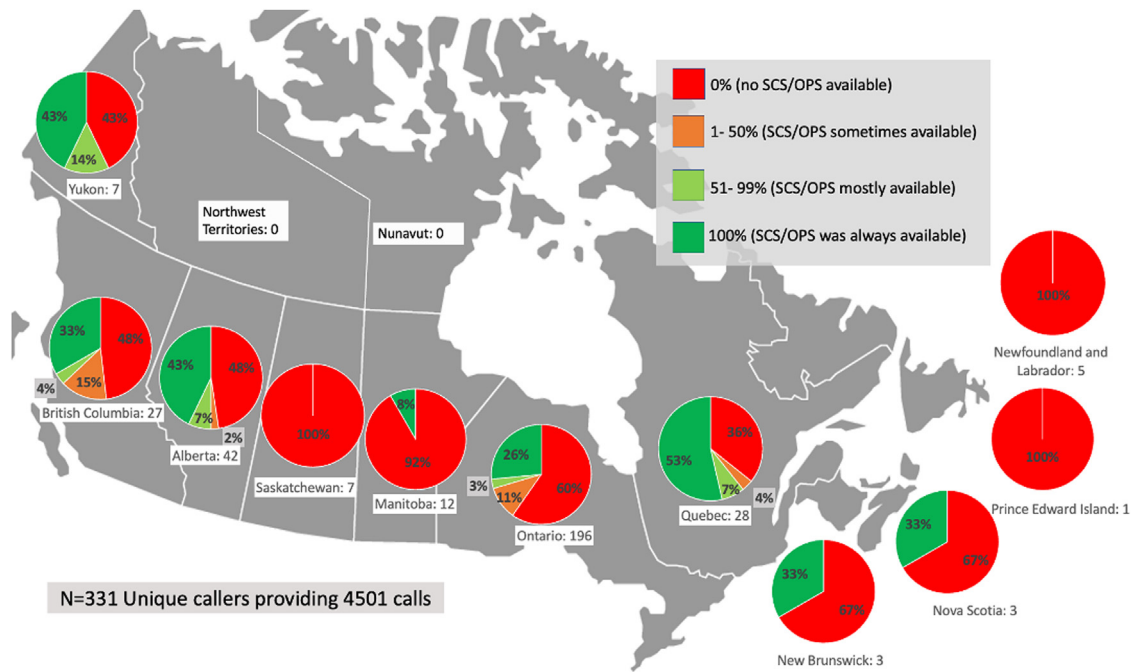 0% (no SCS/OPS available)
1- 50% (SCS/OPS sometimes available)
51- 99% (SCS/OPS mostly available)
100% (SCS/OPS was always available)
43%
43%
14%
Yukon: 7
Northwest
Territories: 0
Nunavut: 0
33%
48%
4%
15%
British Columbia: 27
43%
48%
7%
2%
Alberta: 42
100%
Saskatchewan: 7
8%
92%
Manitoba: 12
26%
60%
3%
11%
Ontario: 196
36%
53%
7%
4%
Quebec: 28
100%
Newfoundland and
Labrador: 5
100%
Prince Edward Island: 1
33%
67%
Nova Scotia: 3
33%
67%
New Brunswick: 3
N=331 Unique callers providing 4501 calls